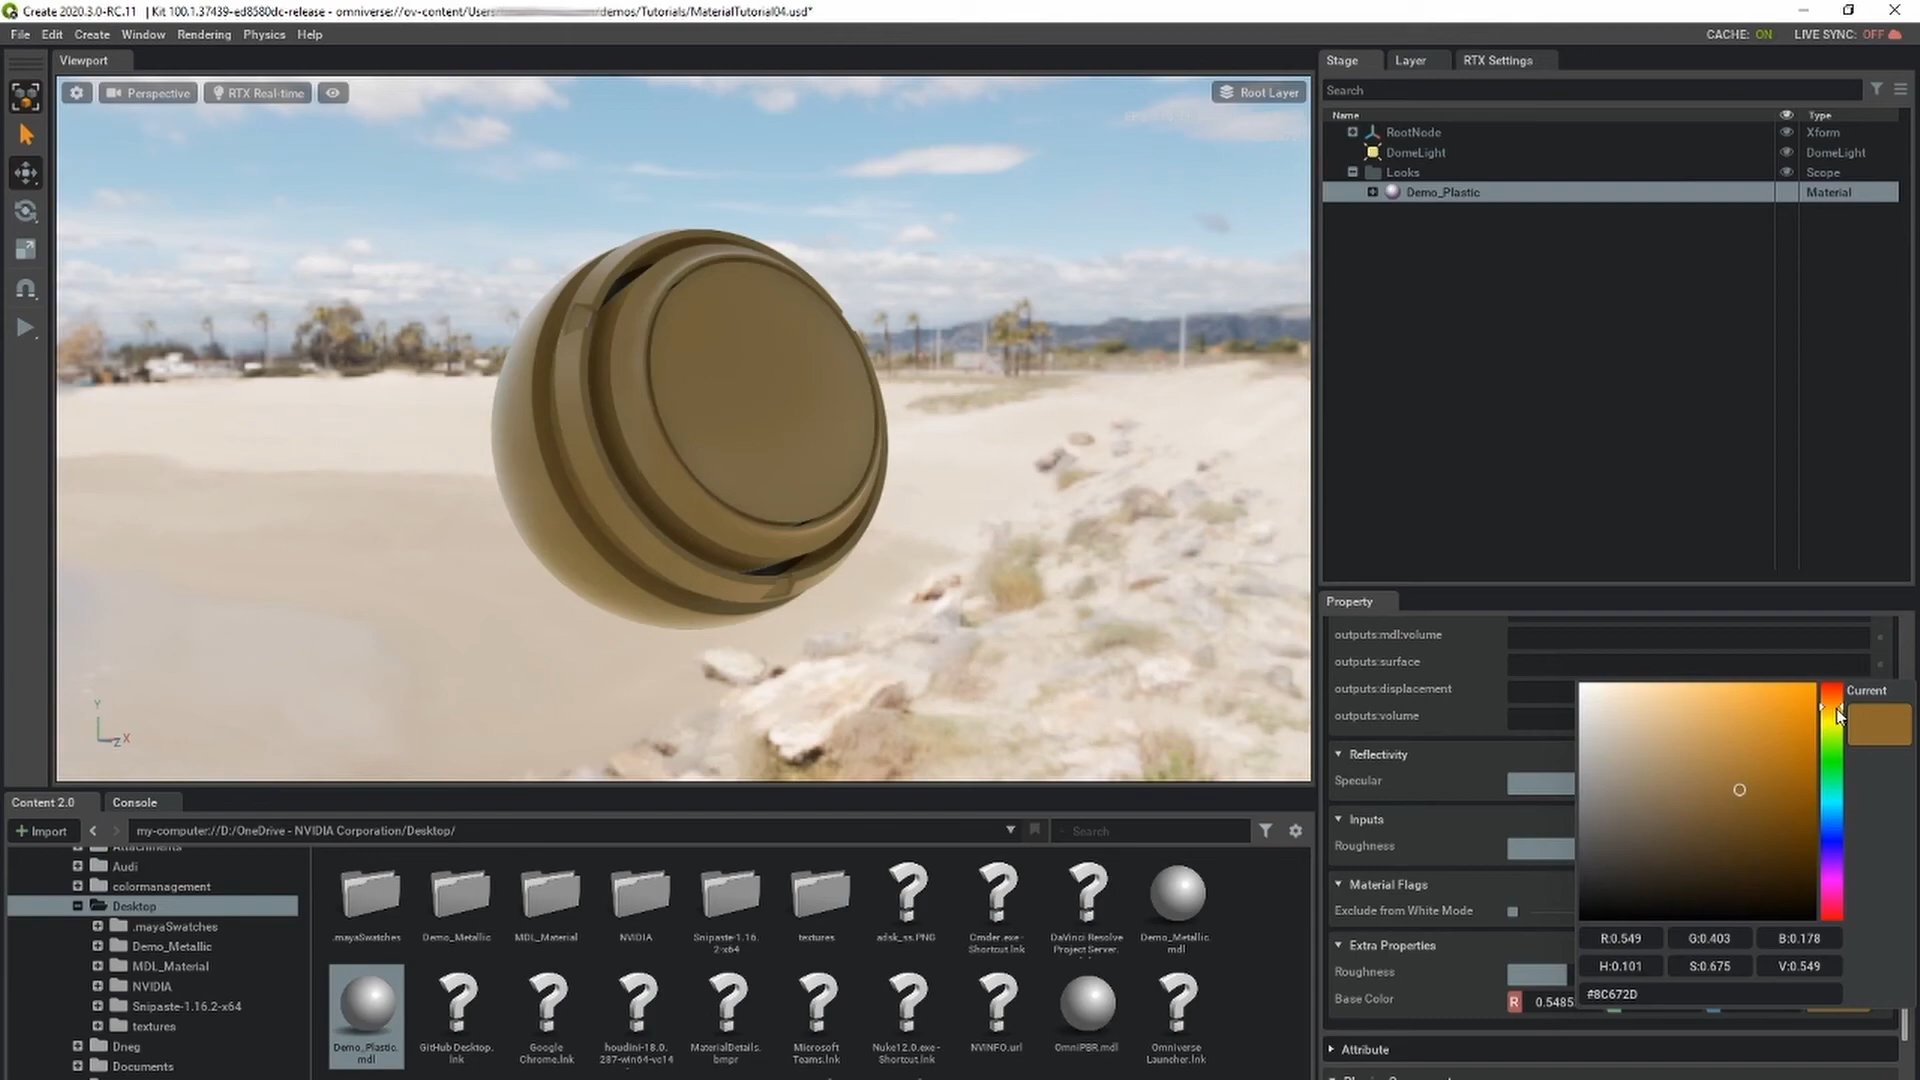 Create 2020.3.0-RC.11 | Kit 100.1.37439-ed8580dc-release - omniverse://ov-content/Users /demos/Tutorials/MaterialTutorial04.usd*
File Edit Create Window Rendering Physics Help
CACHE: ON LIVE SYNC: OFF
Viewport
Perspective
RTX Real-time
Root Layer
Stage Layer RTX Settings
Search
Name Type
RootNode Xform
DomeLight DomeLight
Looks Scope
Demo_Plastic Material
Property
outputs:mdl:volume
outputs:surface
outputs:displacement
outputs:volume
Reflectivity
Specular
Inputs
Roughness
Material Flags
Exclude from White Mode
Extra Properties
Roughness
Base Color R 0.5485
Attribute
Current
R:0.549 G:0.403 B:0.178
H:0.101 S:0.675 V:0.549
#8C672D
Y
Z X
Content 2.0 Console
+ Import
my-computer://D:/OneDrive - NVIDIA Corporation/Desktop/
Search
Attachments
Audi
colormanagement
Desktop
.mayaSwatches
Demo_Metallic
MDL_Material
NVIDIA
Snipaste-1.16.2-x64
textures
Dneg
Documents
.mayaSwatches
Demo_Metallic
MDL_Material
NVIDIA
Snipaste-1.16.
2-x64
textures
adsk_ss.PNG
Cmder.exe -
Shortcut.lnk
DaVinci Resolve
Project Server.
Demo_Metallic.
mdl
Demo_Plastic.
mdl
GitHub Desktop.
lnk
Google
Chrome.lnk
houdini-18.0.
287-win64-vc14
MaterialDetails.
bmpr
Microsoft
Teams.lnk
Nuke12.0.exe -
Shortcut.lnk
NVINFO.url
OmniPBR.mdl
Omniverse
Launcher.lnk